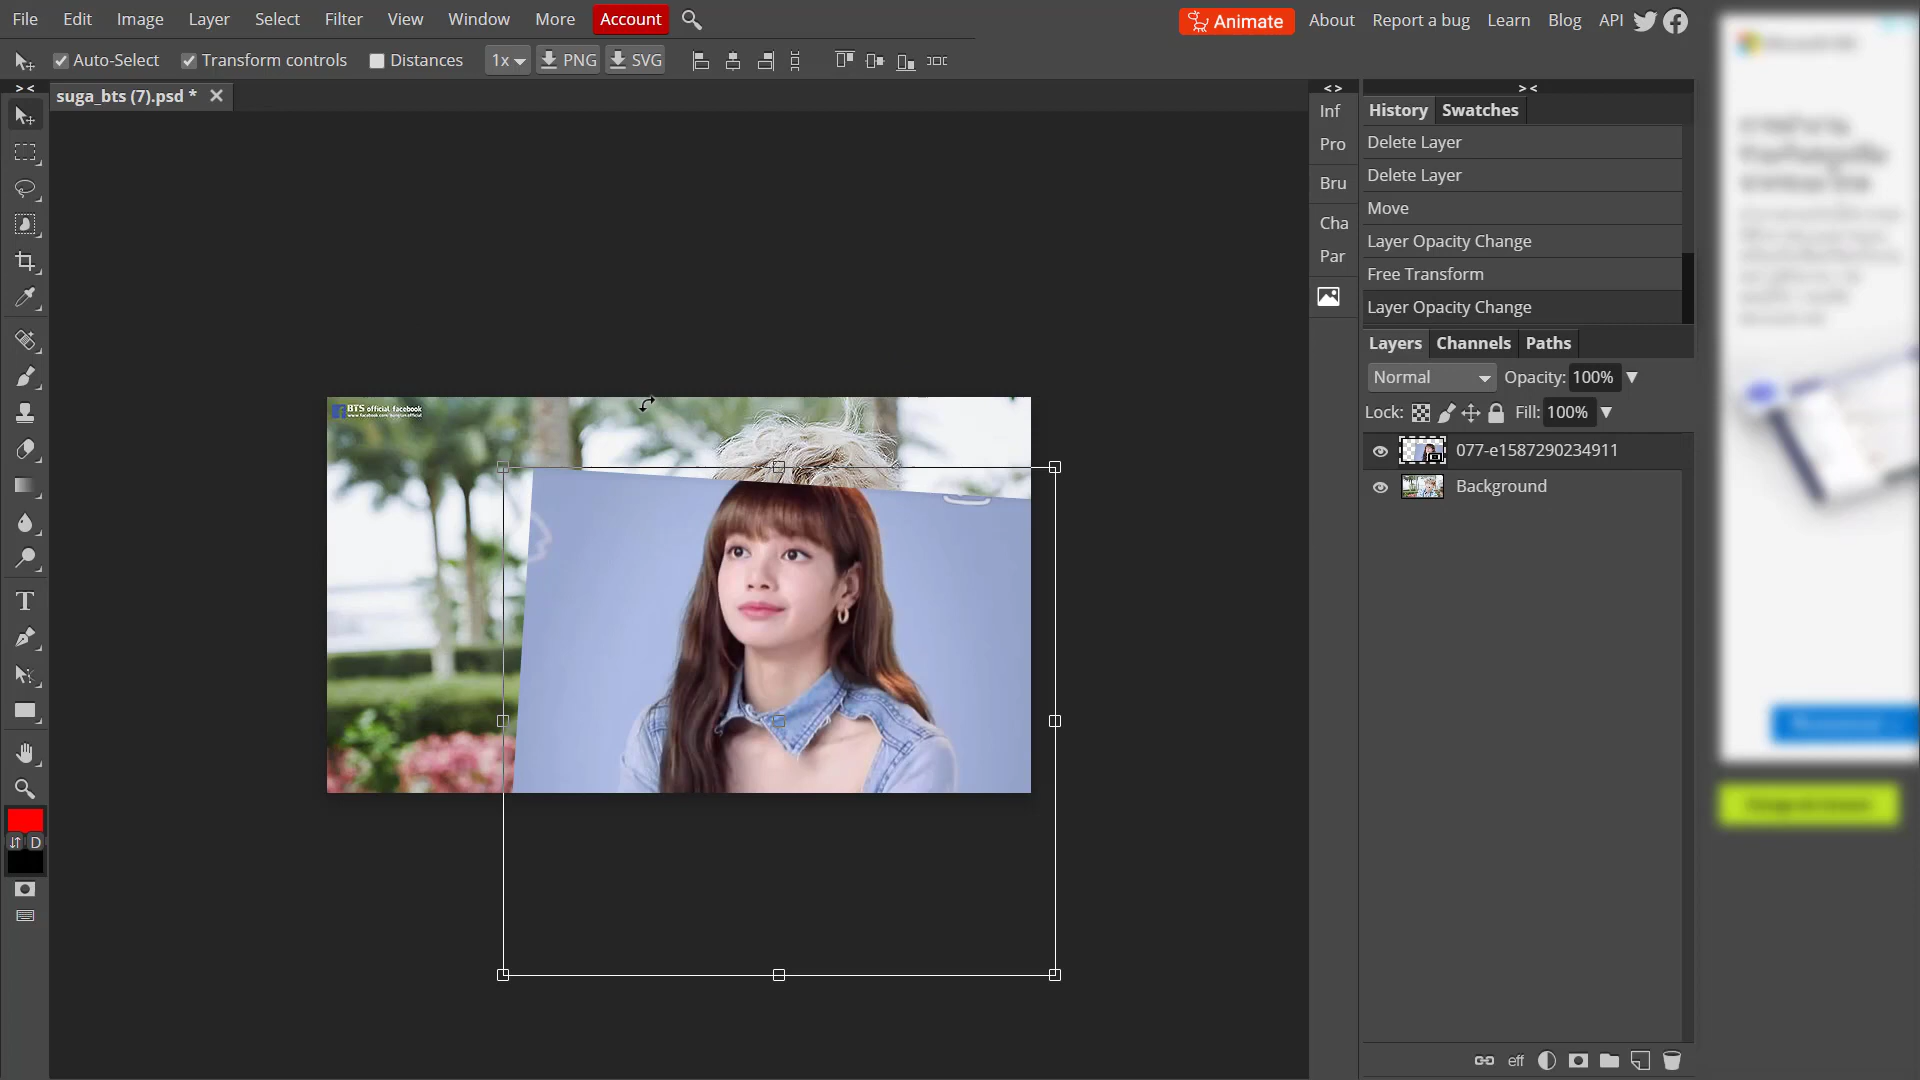 File Edit Image Layer Select Filter View Window More Account
Animate About Report a bug Learn Blog API
Auto-Select Transform controls Distances 1x PNG SVG
suga_bts (7).psd *
> <
< >
> <
Inf
Pro
Bru
Cha
Par
History Swatches
Delete Layer
Delete Layer
Move
Layer Opacity Change
Free Transform
Layer Opacity Change
Layers Channels Paths
Normal Opacity: 100%
Lock: Fill: 100%
077-e1587290234911
Background
BTS official facebook
T
D
eff